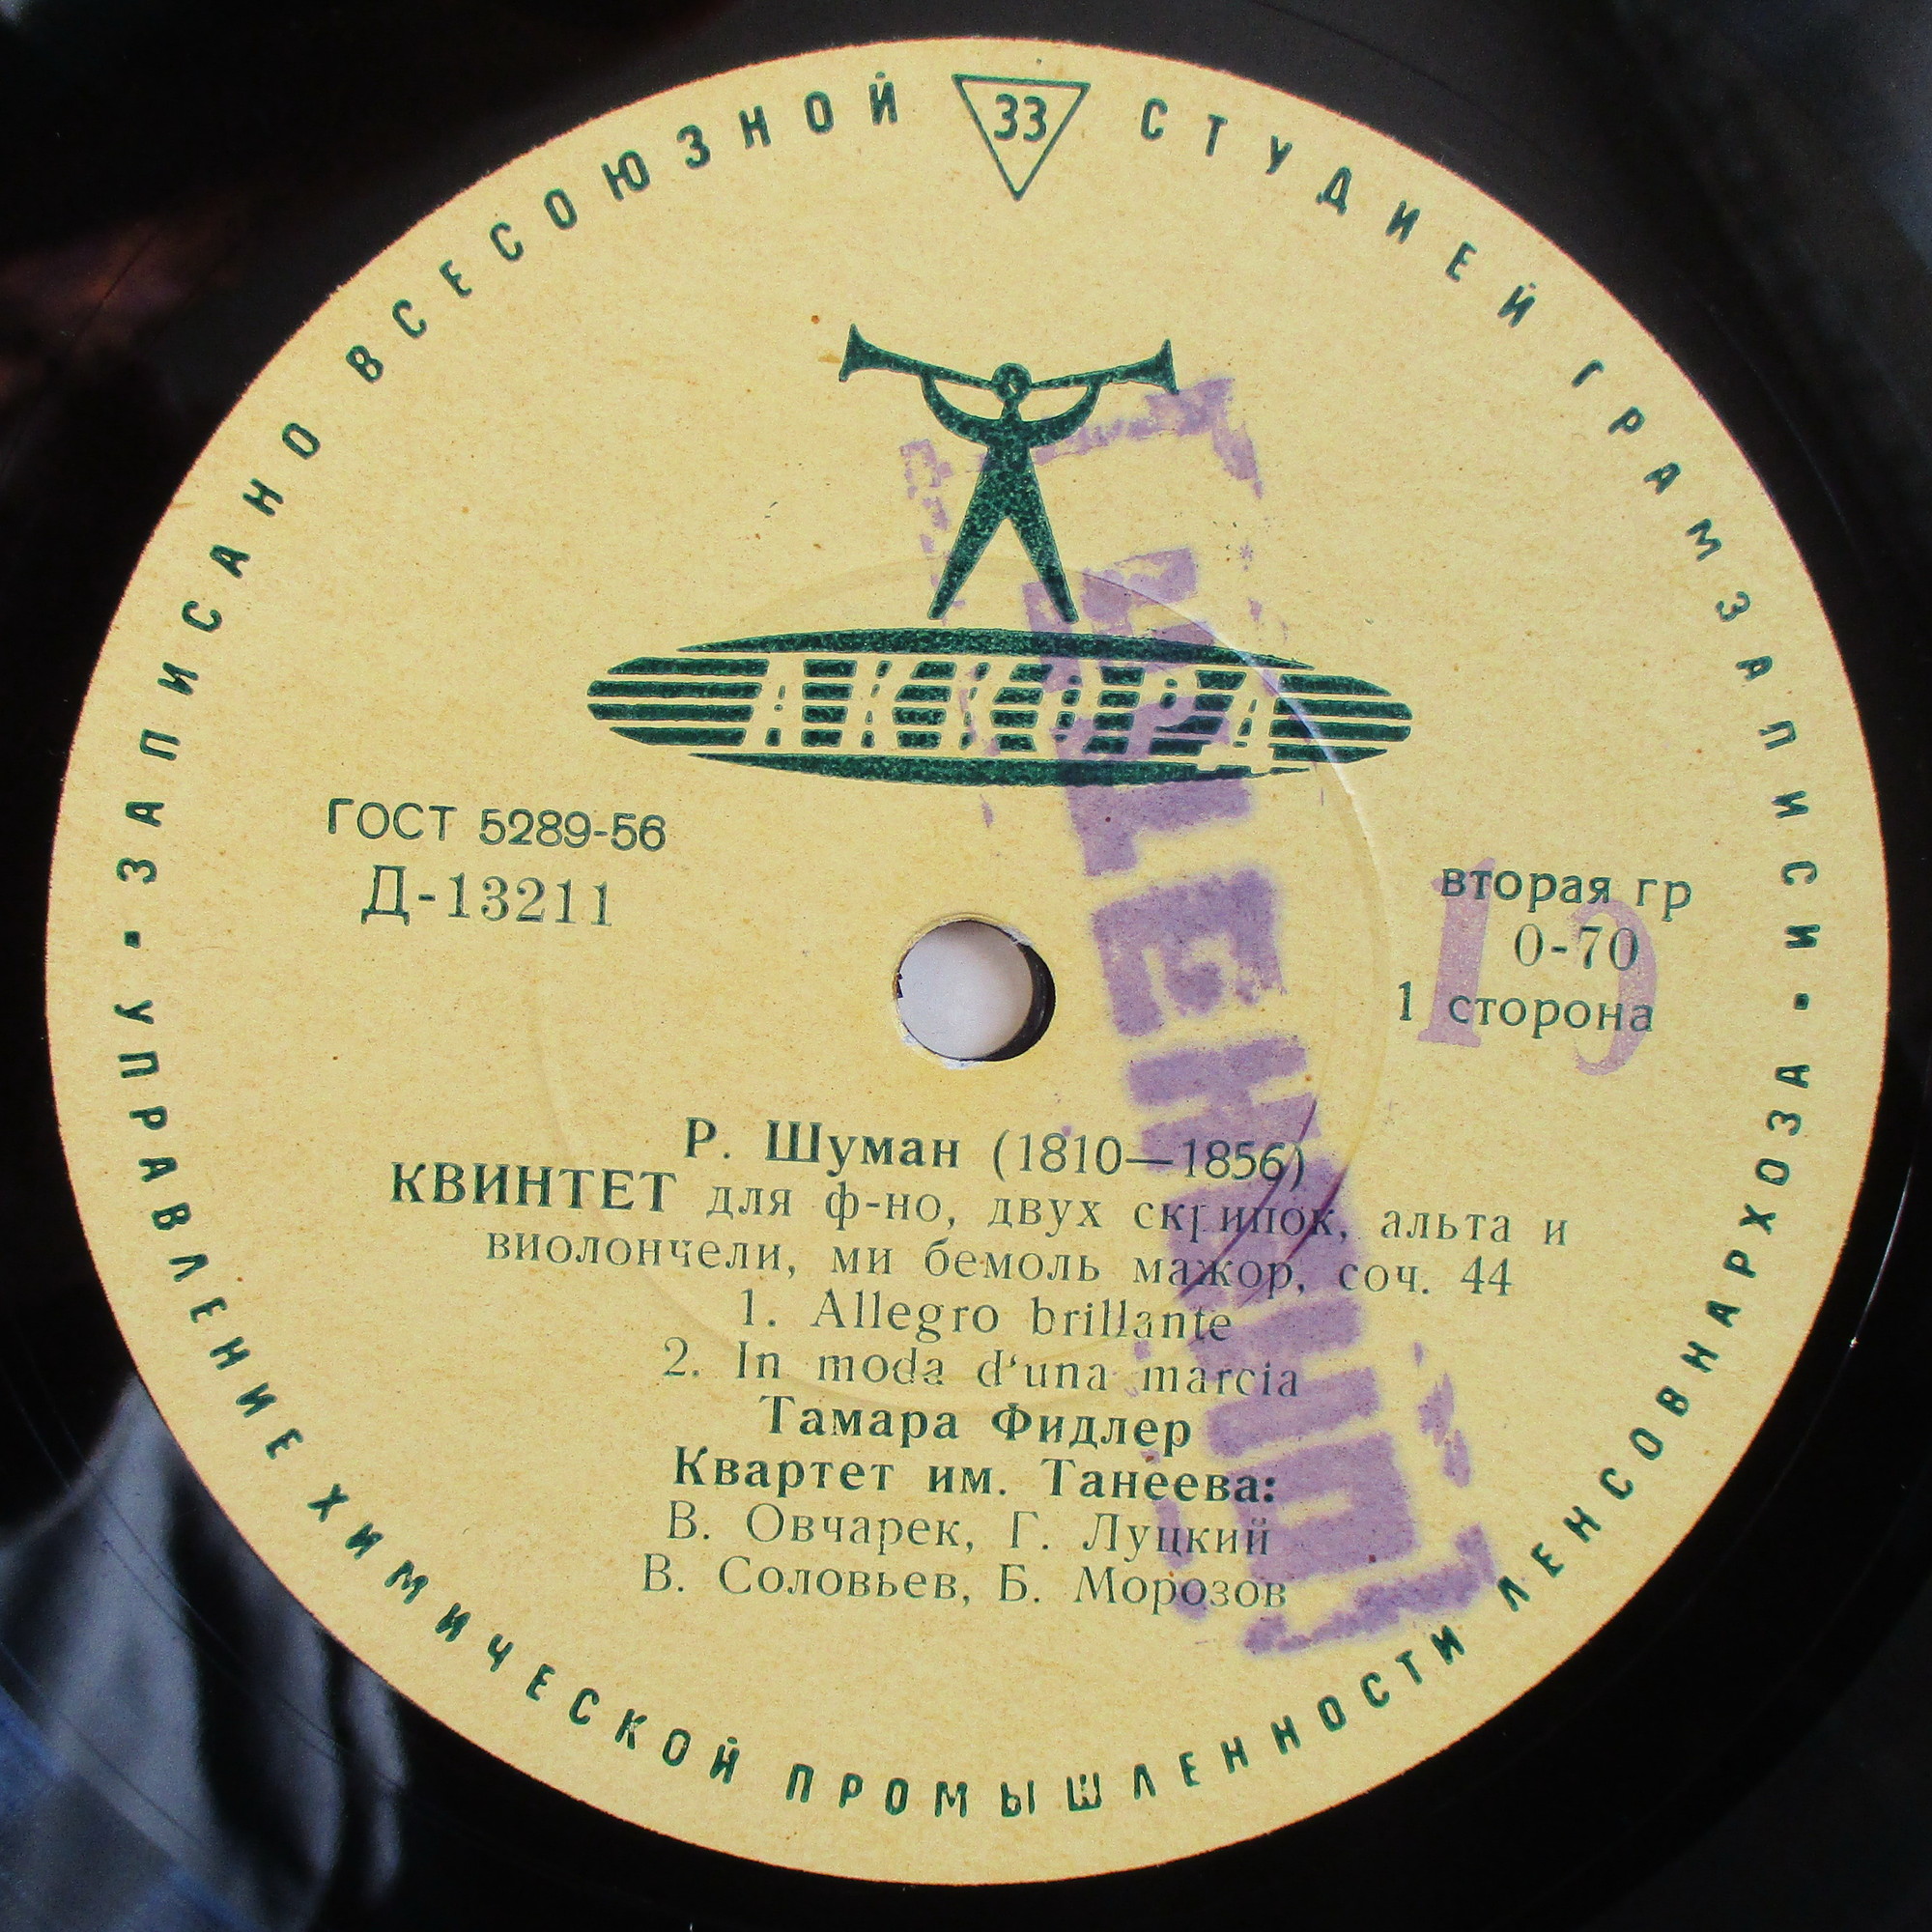 ЗАПИСАНО ВСЕСОЮЗНОЙ 33 СТУДИЕЙ ГРАМЗАПИСИ
АККОРД
ГОСТ 5289-56
Д-13211
вторая гр
0-70
1 сторона
Р. Шуман (1810—1856)
КВИНТЕТ для ф-но, двух скрипок, альта и
виолончели, ми бемоль мажор, соч. 44
1. Allegro brillante
2. In moda d'una marcia
Тамара Фидлер
Квартет им. Танеева:
В. Овчарек, Г. Луцкий
В. Соловьев, Б. Морозов
УПРАВЛЕНИЕ ХИМИЧЕСКОЙ ПРОМЫШЛЕННОСТИ ЛЕНСОВНАРХОЗА